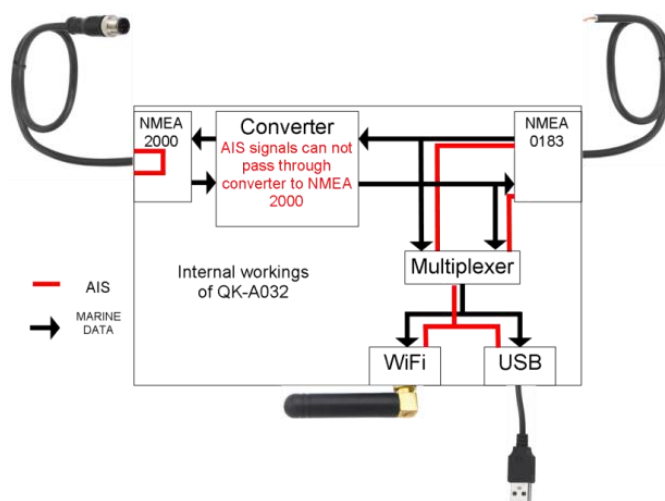 NMEA
2000
Converter
AIS signals can not
pass through
converter to NMEA
2000
NMEA
0183
Multiplexer
Internal workings
of QK-A032
AIS
MARINE
DATA
WiFi
USB